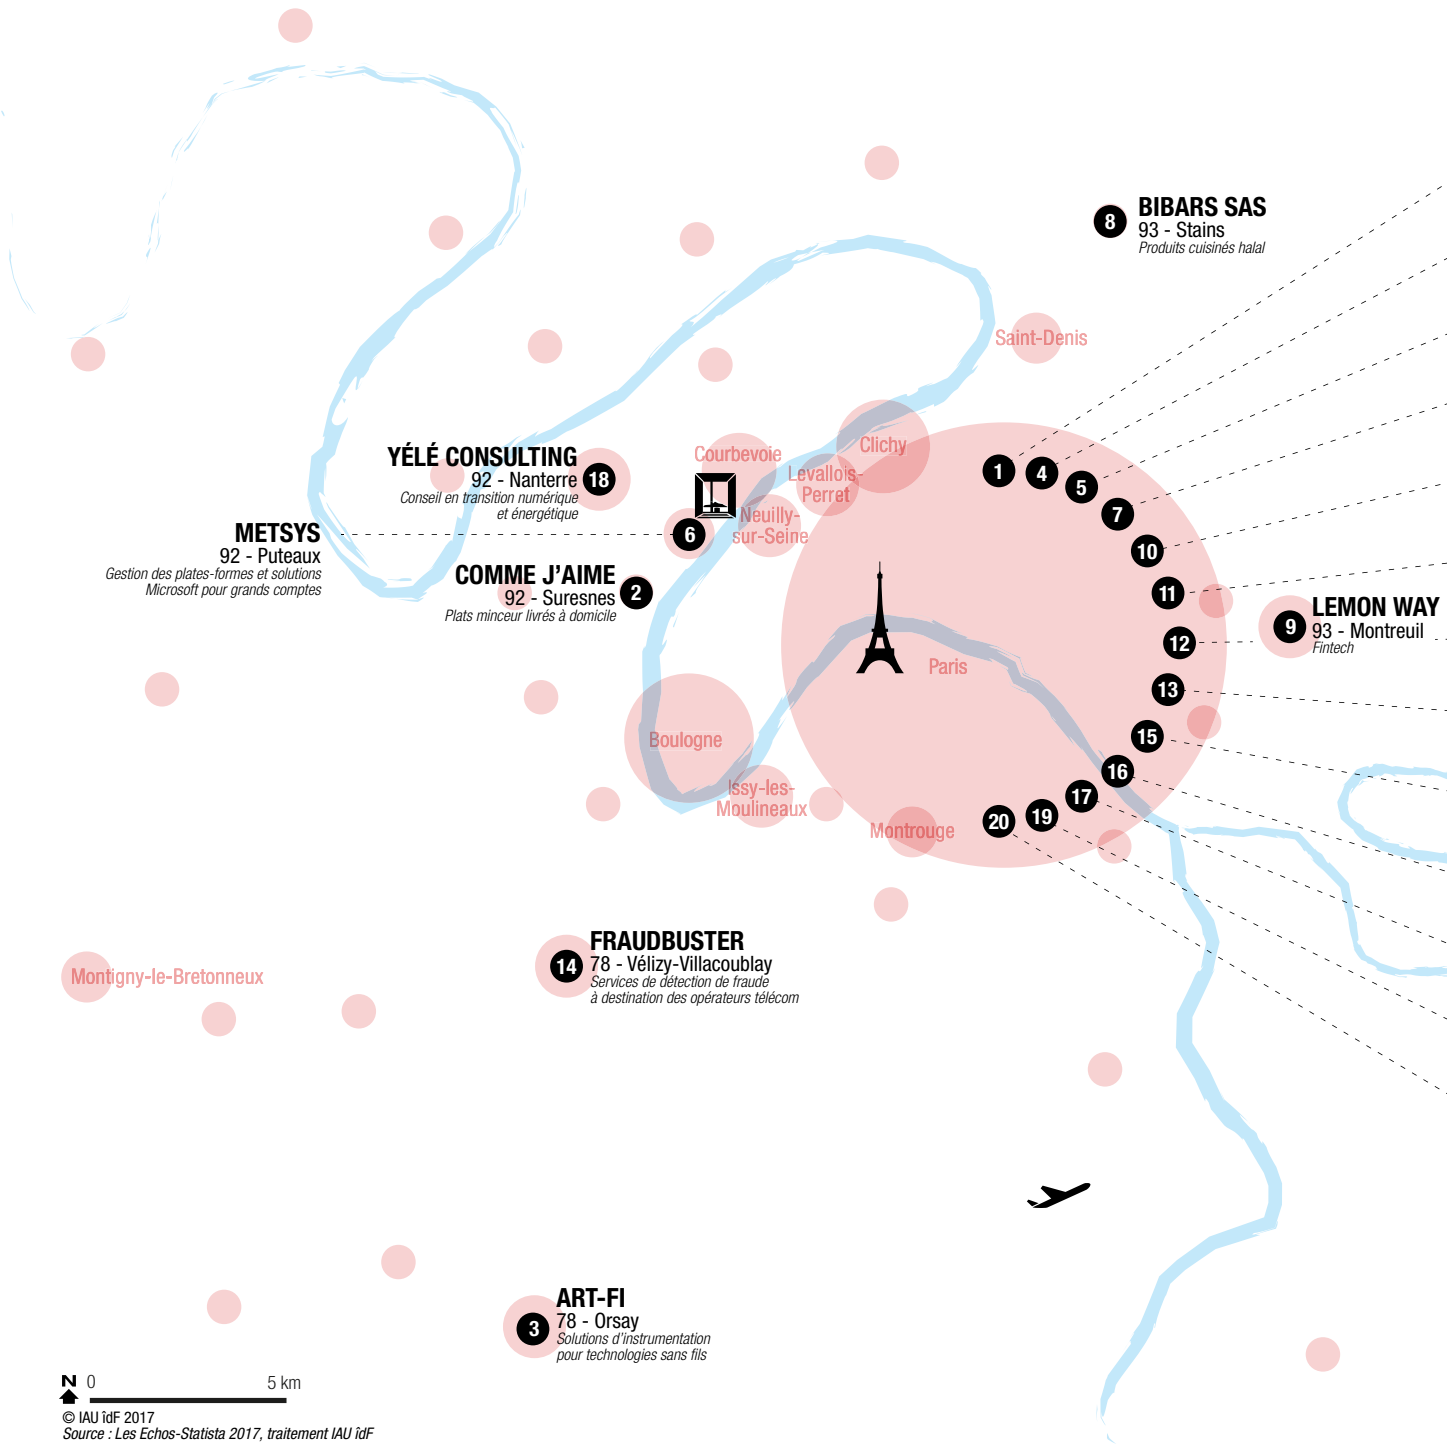 8
BIBARS SAS
93 - Stains
Produits cuisinés halal
Saint-Denis
Clichy
Courbevoie
Levallois-
Perret
Neuilly-
sur-Seine
YÉLÉ CONSULTING
92 - Nanterre
Conseil en transition numérique
et énergétique
18
METSYS
92 - Puteaux
Gestion des plates-formes et solutions
Microsoft pour grands comptes
6
COMME J'AIME
92 - Suresnes
Plats minceur livrés à domicile
2
1
4
5
7
10
11
12
13
15
16
17
19
20
9
LEMON WAY
93 - Montreuil
Fintech
Paris
Boulogne
Issy-les-
Moulineaux
Montrouge
14
FRAUDBUSTER
78 - Vélizy-Villacoublay
Services de détection de fraude
à destination des opérateurs télécom
Montigny-le-Bretonneux
3
ART-FI
78 - Orsay
Solutions d'instrumentation
pour technologies sans fils
N 0 5 km
© IAU îdF 2017
Source : Les Echos-Statista 2017, traitement IAU îdF